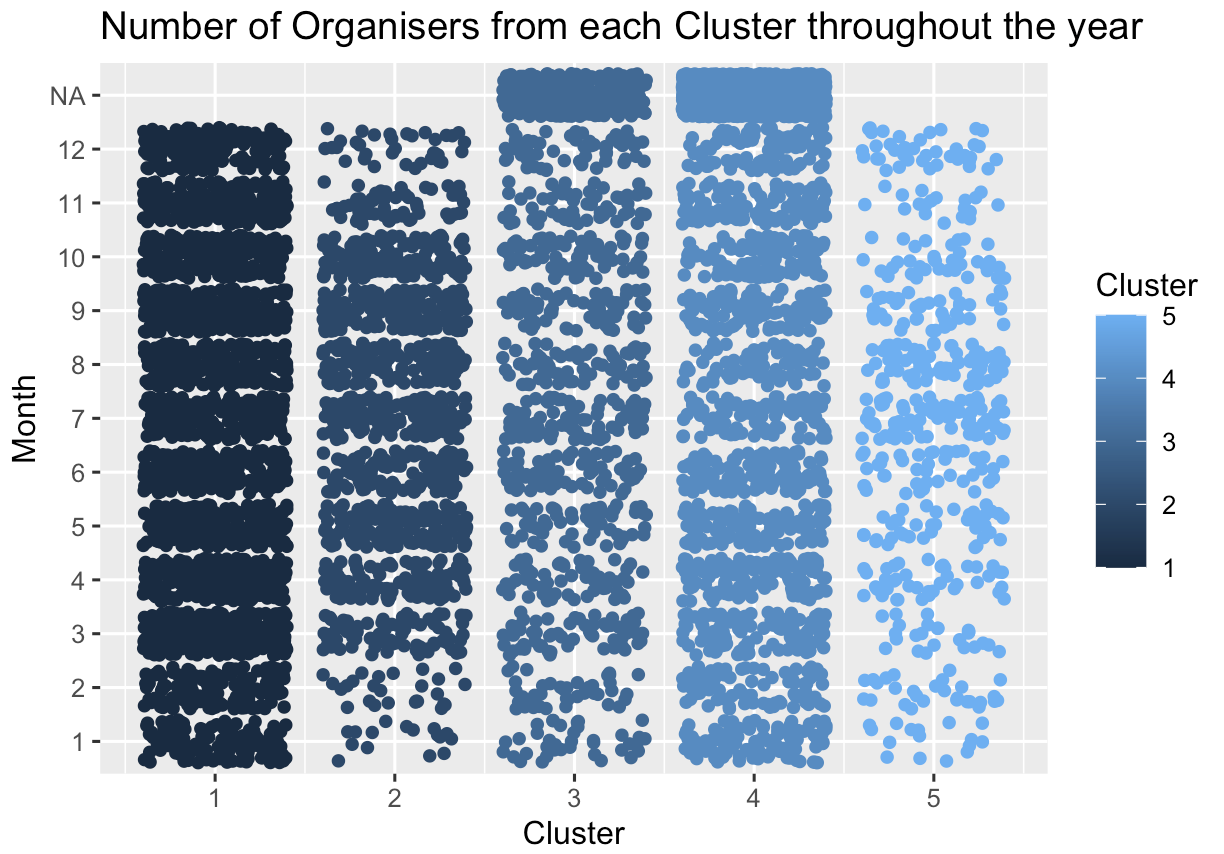 Number of Organisers from each Cluster throughout the year
NA
12
11
10
9
8
7
6
5
4
3
2
1
Month
1 2 3 4 5
Cluster
Cluster
5
4
3
2
1